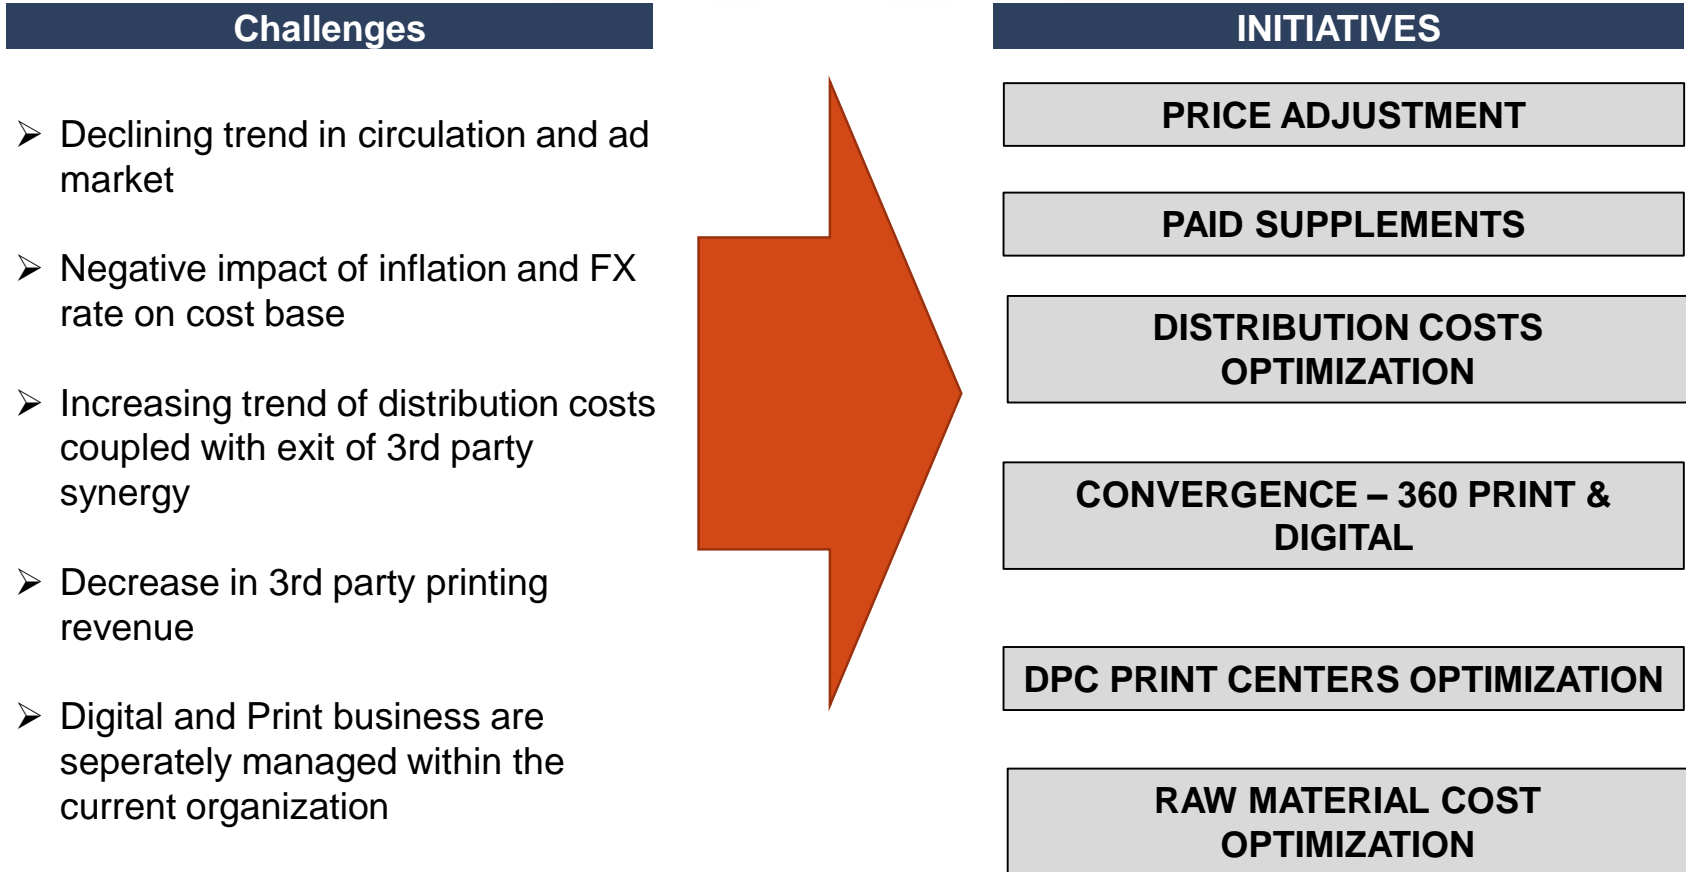 Challenges
➢ Declining trend in circulation and ad
market
➢ Negative impact of inflation and FX
rate on cost base
➢ Increasing trend of distribution costs
coupled with exit of 3rd party
synergy
➢ Decrease in 3rd party printing
revenue
➢ Digital and Print business are
seperately managed within the
current organization
INITIATIVES
PRICE ADJUSTMENT
PAID SUPPLEMENTS
DISTRIBUTION COSTS
OPTIMIZATION
CONVERGENCE – 360 PRINT &
DIGITAL
DPC PRINT CENTERS OPTIMIZATION
RAW MATERIAL COST
OPTIMIZATION